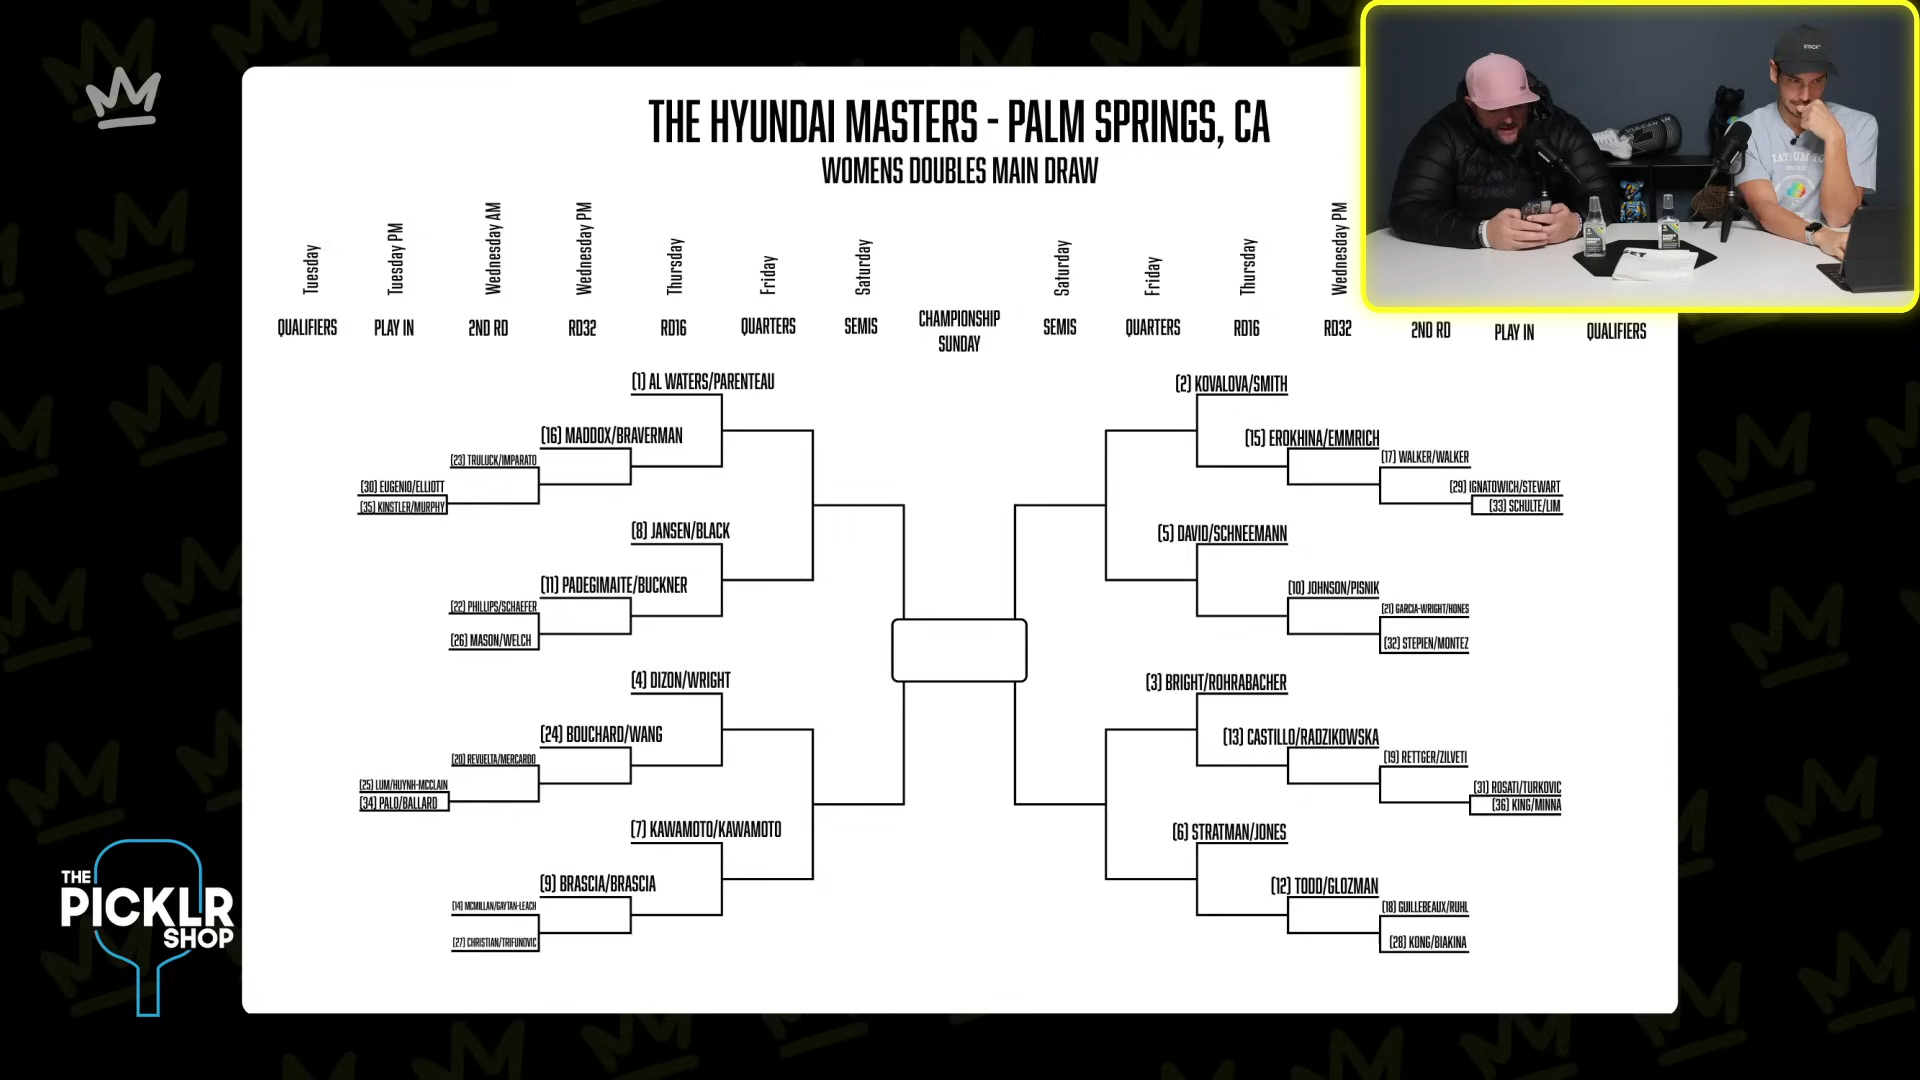 THE HYUNDAI MASTERS - PALM SPRINGS, CA
WOMENS DOUBLES MAIN DRAW
Tuesday
Tuesday PM
Wednesday AM
Wednesday PM
Thursday
Friday
Saturday
Saturday
Friday
Thursday
Wednesday PM
QUALIFIERS
PLAY IN
2ND RD
RD32
RD16
QUARTERS
SEMIS
CHAMPIONSHIP
SUNDAY
SEMIS
QUARTERS
RD16
RD32
2ND RD
PLAY IN
QUALIFIERS
(1) AL WATERS/PARENTEAU
(16) MADDOX/BRAVERMAN
(23) TRULUCK/IMPARATO
(30) EUGENIO/ELLIOTT
(35) KINSTLER/MURPHY
(8) JANSEN/BLACK
(11) PADEGIMAITE/BUCKNER
(22) PHILLIPS/SCHAEFER
(26) MASON/WELCH
(4) DIZON/WRIGHT
(24) BOUCHARD/WANG
(20) REVUELTA/MERCARDO
(25) LUM/HUYNH-MCCLAIN
(34) PALO/BALLARD
(7) KAWAMOTO/KAWAMOTO
(9) BRASCIA/BRASCIA
(14) MCMILLAN/GAYTAN-LEACH
(27) CHRISTIAN/TRIFUNOVIC
(2) KOVALOVA/SMITH
(15) EROKHINA/EMMRICH
(17) WALKER/WALKER
(29) IGNATOWICH/STEWART
(33) SCHULTE/LIM
(5) DAVID/SCHNEEMANN
(10) JOHNSON/PISNIK
(21) GARCIA-WRIGHT/HONES
(32) STEPIEN/MONTEZ
(3) BRIGHT/ROHRABACHER
(13) CASTILLO/RADZIKOWSKA
(19) RETTGER/ZILVETI
(31) ROSATI/TURKOVIC
(36) KING/MINNA
(6) STRATMAN/JONES
(12) TODD/GLOZMAN
(18) GUILLEBEAUX/RUHL
(28) KONG/BIAKINA
THE
PICKLR
SHOP